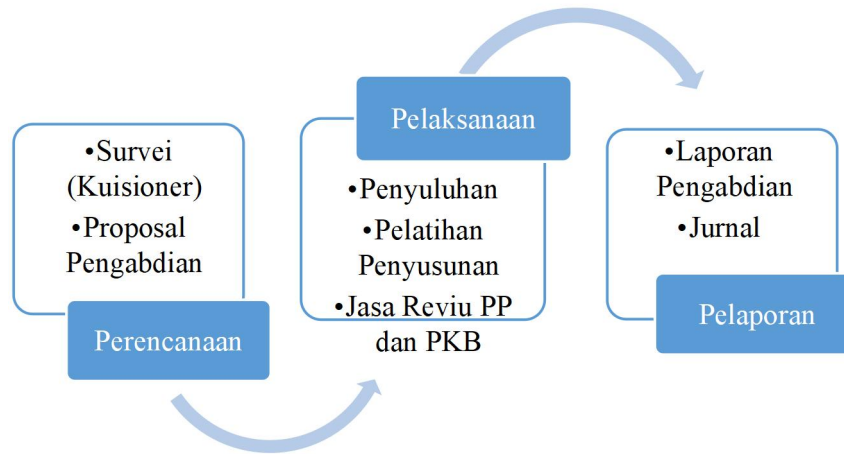 •Survei
(Kuisioner)
•Proposal
Pengabdian
Perencanaan
Pelaksanaan
•Penyuluhan
•Pelatihan
Penyusunan
•Jasa Reviu PP
dan PKB
•Laporan
Pengabdian
•Jurnal
Pelaporan